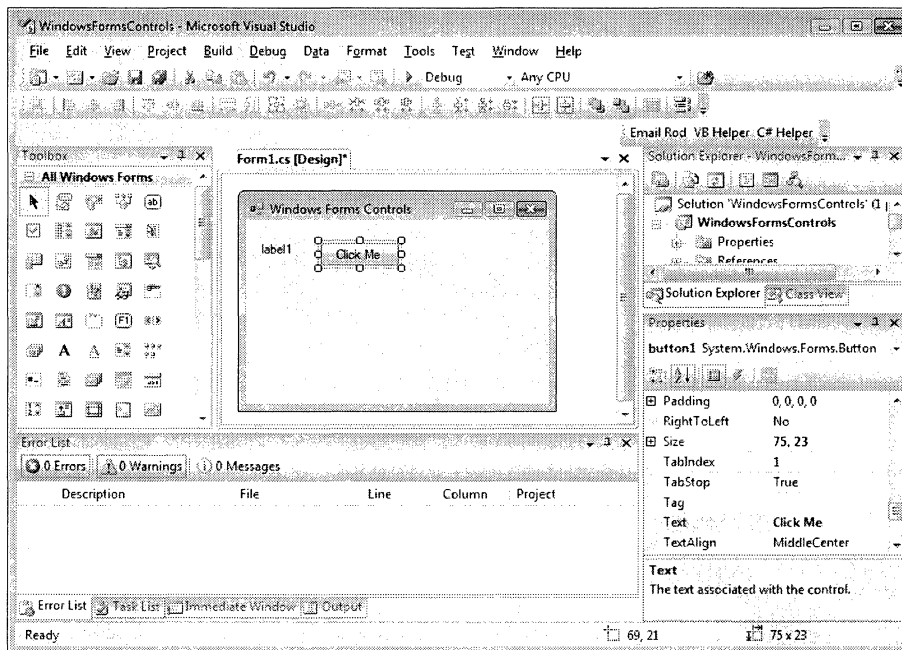 WindowsFormsControls - Microsoft Visual Studio
File Edit View Project Build Debug Data Format Tools Test Window Help
Debug Any CPU
Email Rod VB Helper C# Helper
Toolbox
All Windows Forms
Form1.cs [Design]*
Windows Forms Controls
label1
Click Me
Solution Explorer - WindowsForm...
Solution 'WindowsFormsControls' (1 p
WindowsFormsControls
Properties
References
Solution Explorer Class View
Properties
button1 System.Windows.Forms.Button
Padding 0, 0, 0, 0
RightToLeft No
Size 75, 23
TabIndex 1
TabStop True
Tag
Text Click Me
TextAlign MiddleCenter
Text
The text associated with the control.
Error List
0 Errors 0 Warnings 0 Messages
Description File Line Column Project
Error List Task List Immediate Window Output
Ready 69, 21 75 x 23